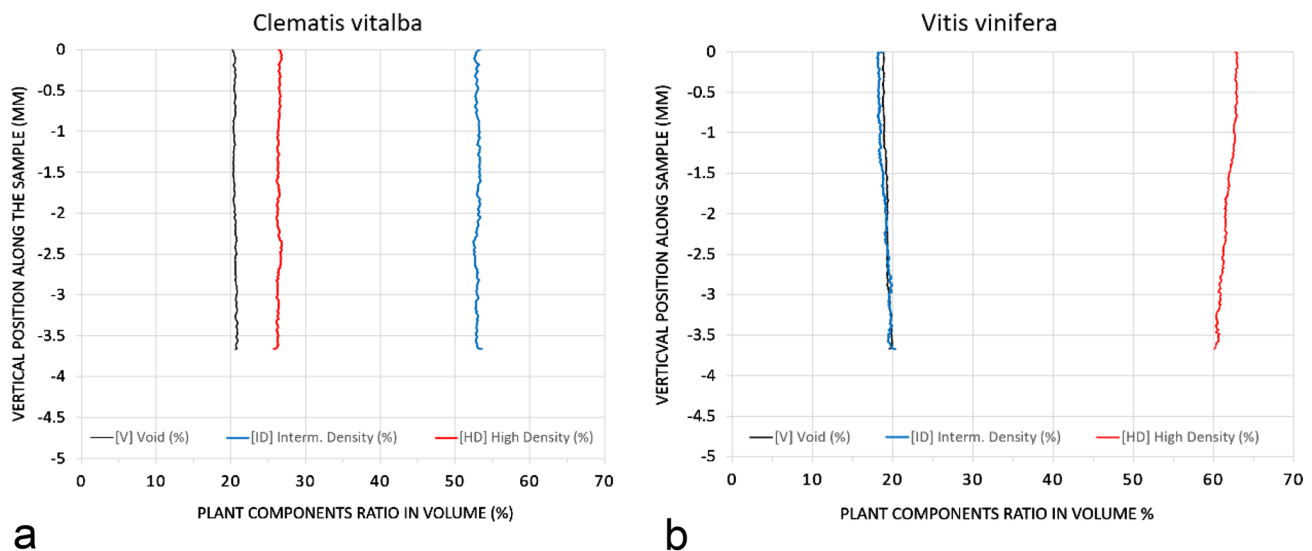 Clematis vitalba
0
-0.5
-1
-1.5
-2
-2.5
-3
-3.5
-4
-4.5
-5
VERTICAL POSITION ALONG THE SAMPLE (MM)
[V] Void (%) [ID] Interm. Density (%) [HD] High Density (%)
0 10 20 30 40 50 60 70
PLANT COMPONENTS RATIO IN VOLUME (%)
a
Vitis vinifera
0
-0.5
-1
-1.5
-2
-2.5
-3
-3.5
-4
-4.5
-5
VERTICVAL POSITION ALONG SAMPLE (MM)
[V] Void (%) [ID] Interm. Density (%) [HD] High Density (%)
0 10 20 30 40 50 60 70
PLANT COMPONENTS RATIO IN VOLUME %
b